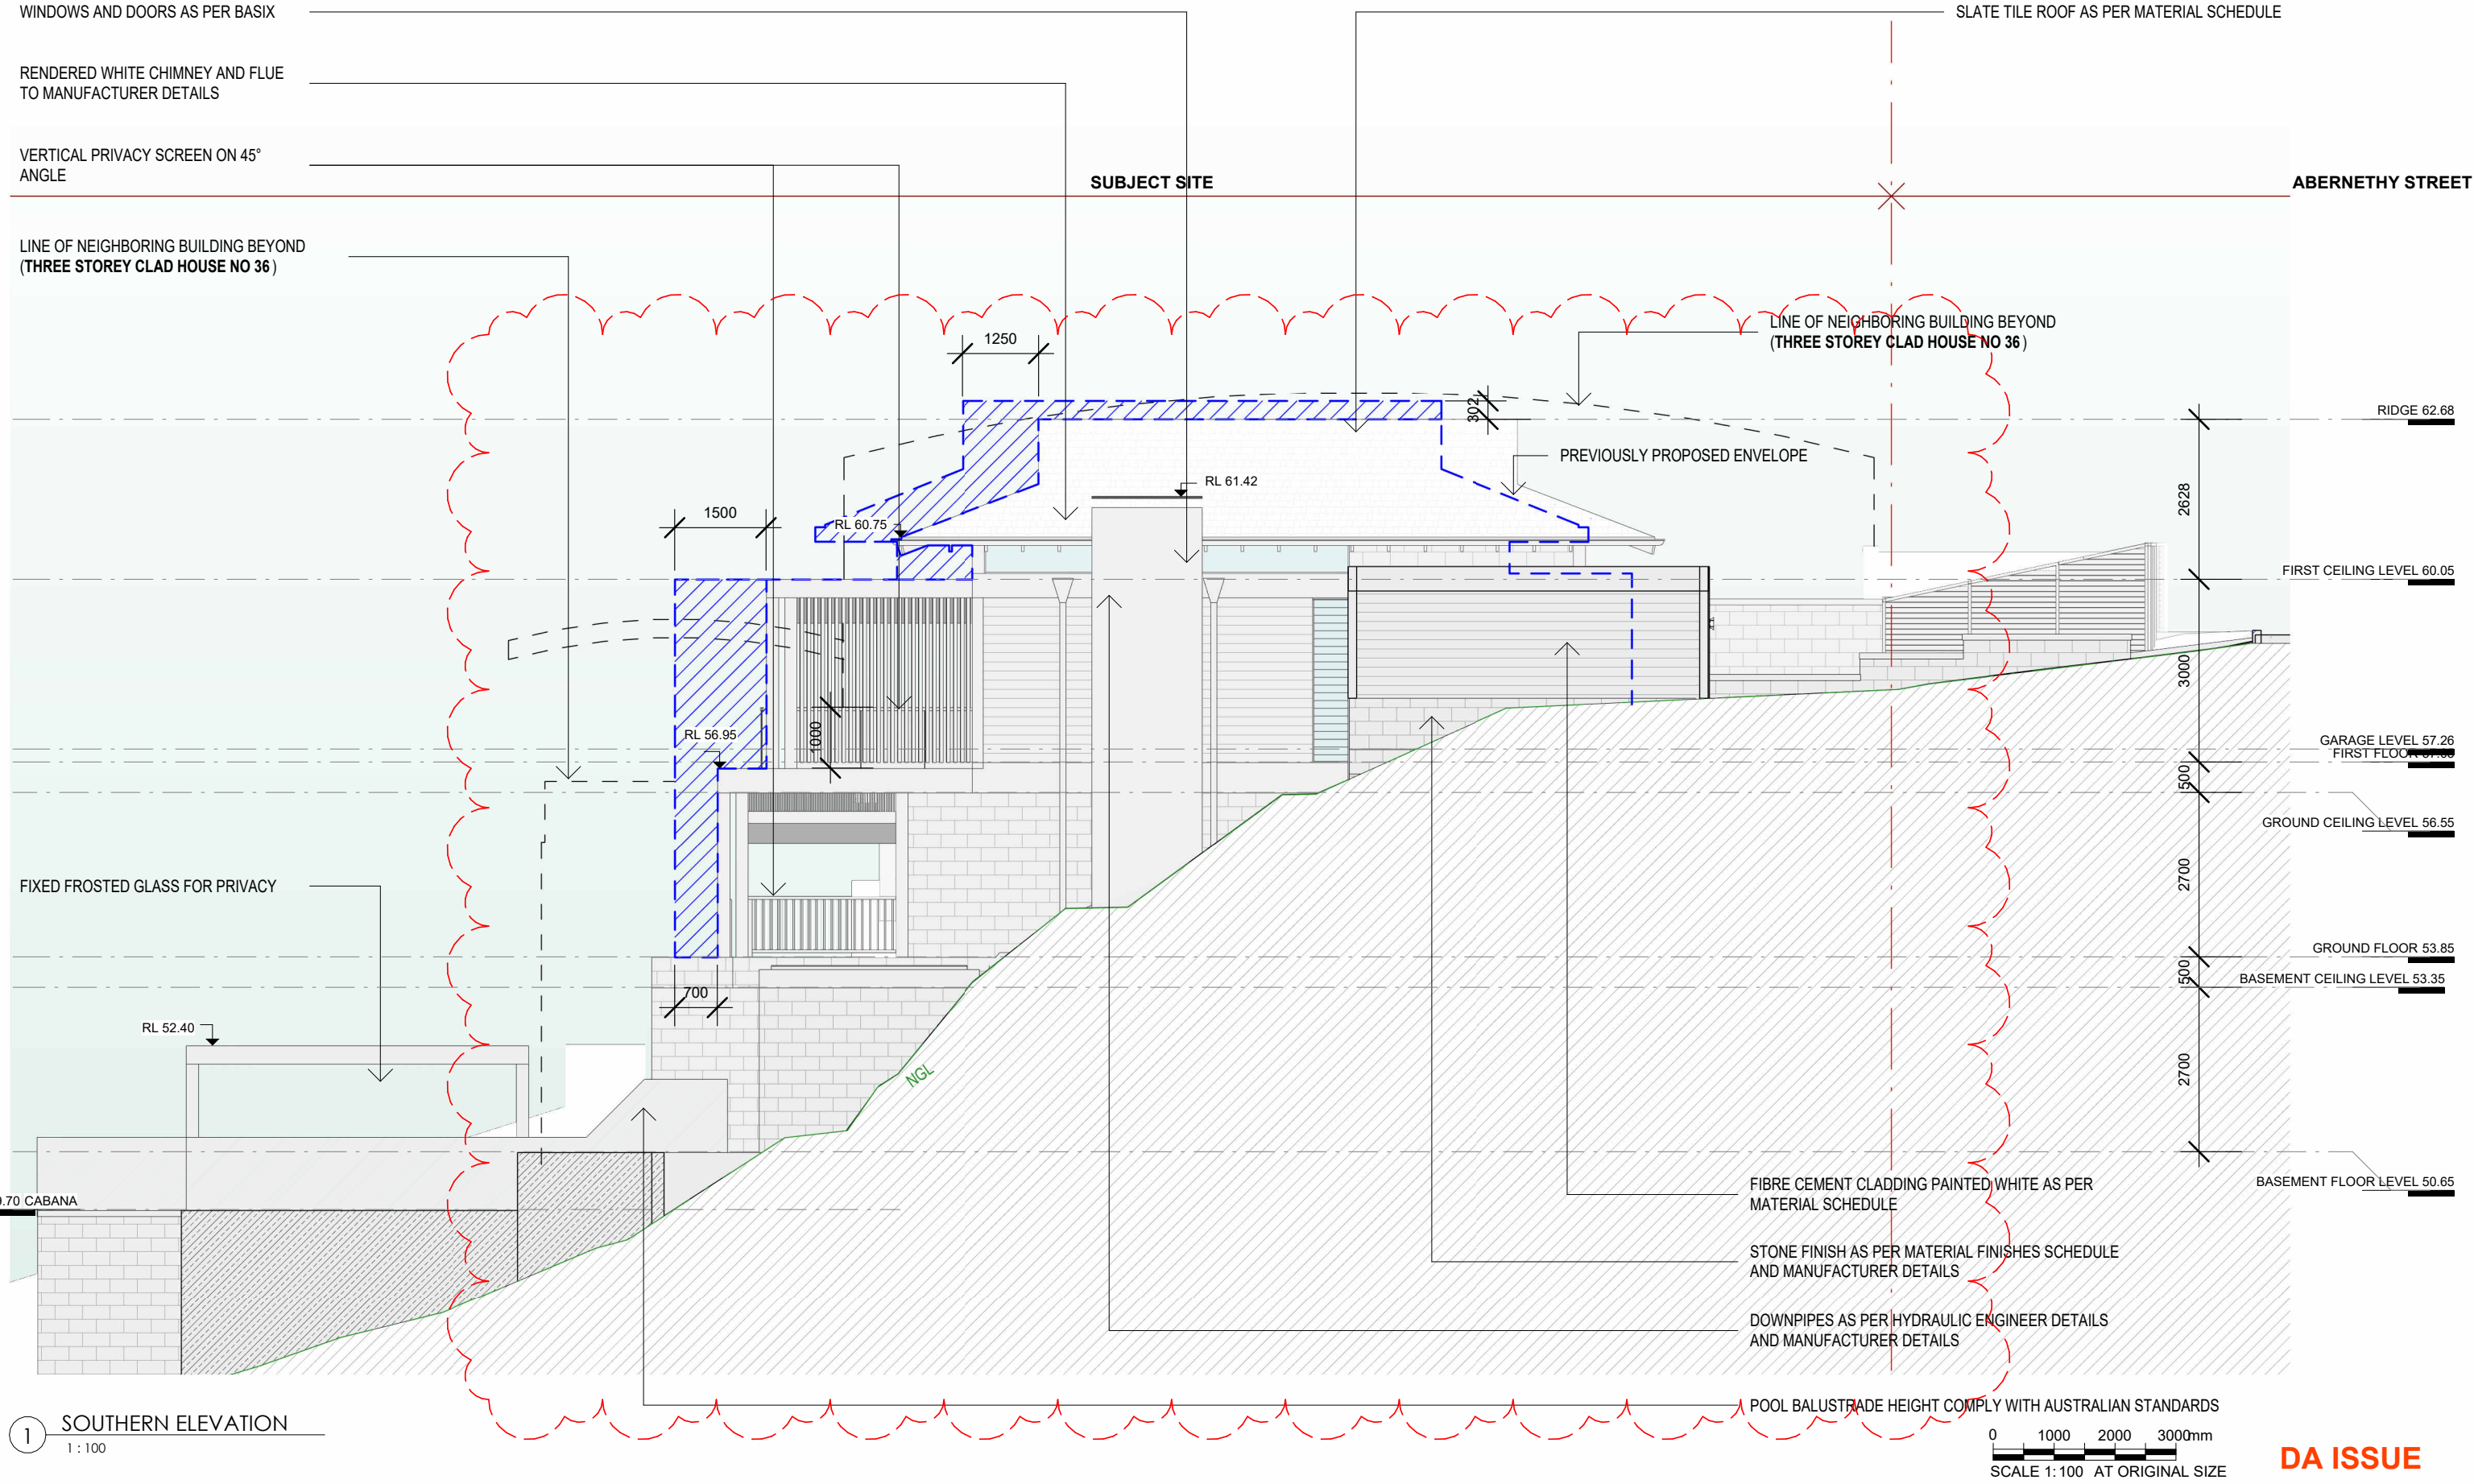 WINDOWS AND DOORS AS PER BASIX
SLATE TILE ROOF AS PER MATERIAL SCHEDULE
RENDERED WHITE CHIMNEY AND FLUE
TO MANUFACTURER DETAILS
VERTICAL PRIVACY SCREEN ON 45°
ANGLE
SUBJECT SITE
ABERNETHY STREET
LINE OF NEIGHBORING BUILDING BEYOND
(THREE STOREY CLAD HOUSE NO 36)
LINE OF NEIGHBORING BUILDING BEYOND
(THREE STOREY CLAD HOUSE NO 36)
1250
302
RIDGE 62.68
PREVIOUSLY PROPOSED ENVELOPE
RL 61.42
2628
1500
RL 60.75
FIRST CEILING LEVEL 60.05
3000
1000
RL 56.95
GARAGE LEVEL 57.26
FIRST FLOOR
500
GROUND CEILING LEVEL 56.55
2700
FIXED FROSTED GLASS FOR PRIVACY
GROUND FLOOR 53.85
500
BASEMENT CEILING LEVEL 53.35
700
RL 52.40
NGL
2700
BASEMENT FLOOR LEVEL 50.65
9.70 CABANA
FIBRE CEMENT CLADDING PAINTED WHITE AS PER
MATERIAL SCHEDULE
STONE FINISH AS PER MATERIAL FINISHES SCHEDULE
AND MANUFACTURER DETAILS
DOWNPIPES AS PER HYDRAULIC ENGINEER DETAILS
AND MANUFACTURER DETAILS
POOL BALUSTRADE HEIGHT COMPLY WITH AUSTRALIAN STANDARDS
1 SOUTHERN ELEVATION
1 : 100
0 1000 2000 3000mm
SCALE 1:100 AT ORIGINAL SIZE
DA ISSUE